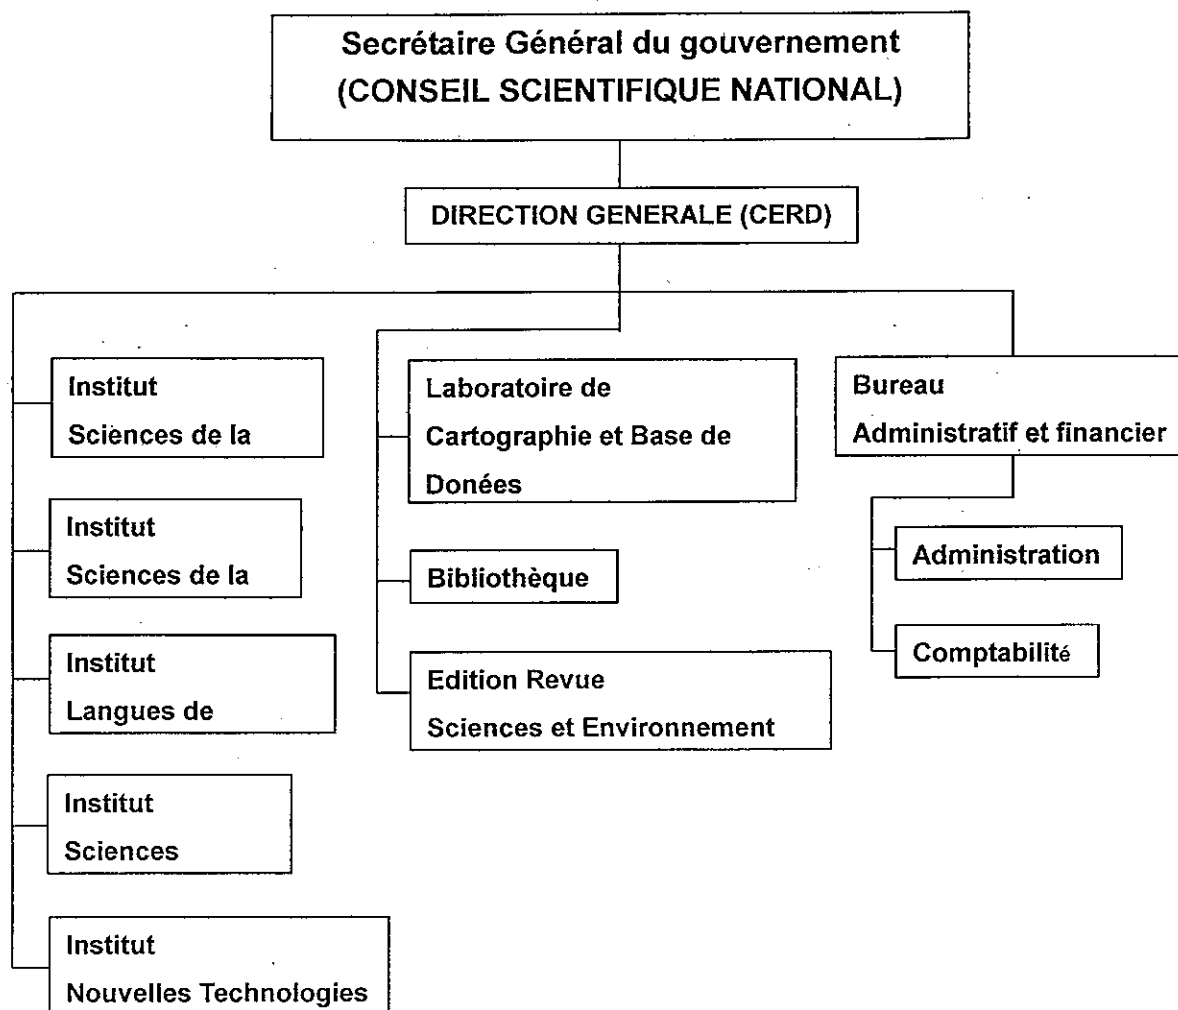 Secrétaire Général du gouvernement
(CONSEIL SCIENTIFIQUE NATIONAL)
DIRECTION GENERALE (CERD)
Institut
Sciences de la
Institut
Sciences de la
Institut
Langues de
Institut
Sciences
Institut
Nouvelles Technologies
Laboratoire de
Cartographie et Base de
Donées
Bibliothèque
Edition Revue
Sciences et Environnement
Bureau
Administratif et financier
Administration
Comptabilité